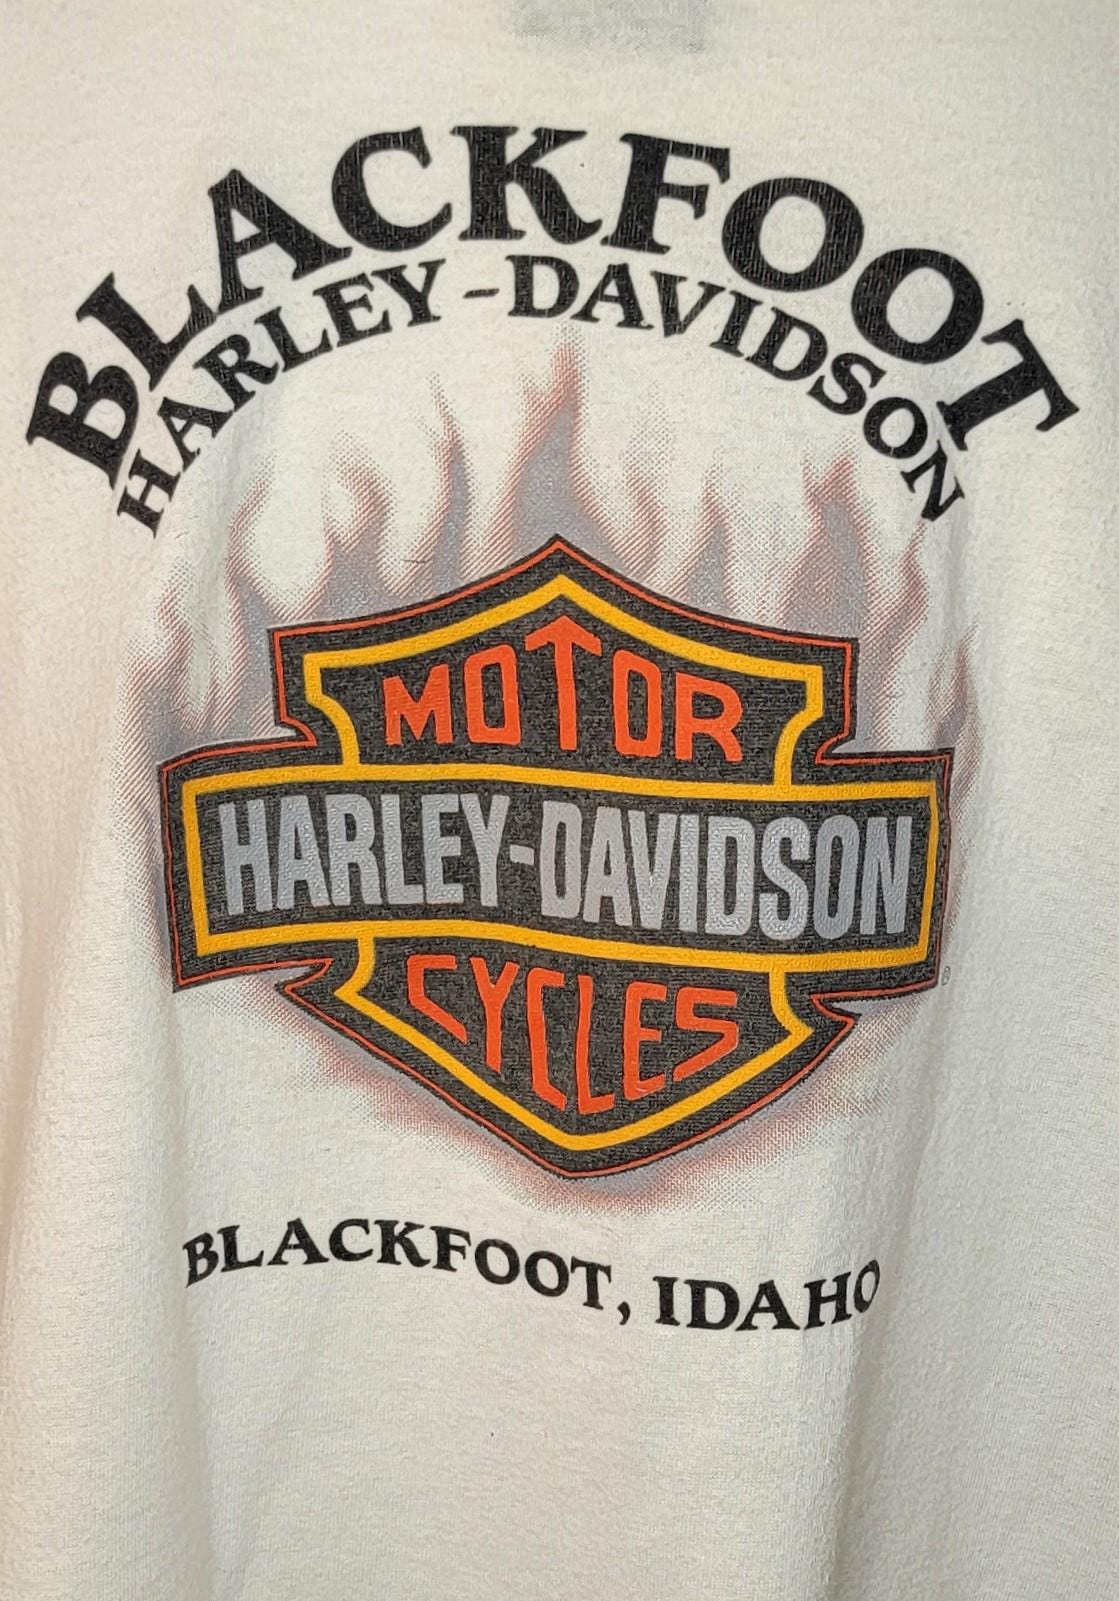 BLACKFOOT
HARLEY-DAVIDSON
MOTOR
HARLEY-DAVIDSON
CYCLES
®
BLACKFOOT, IDAHO